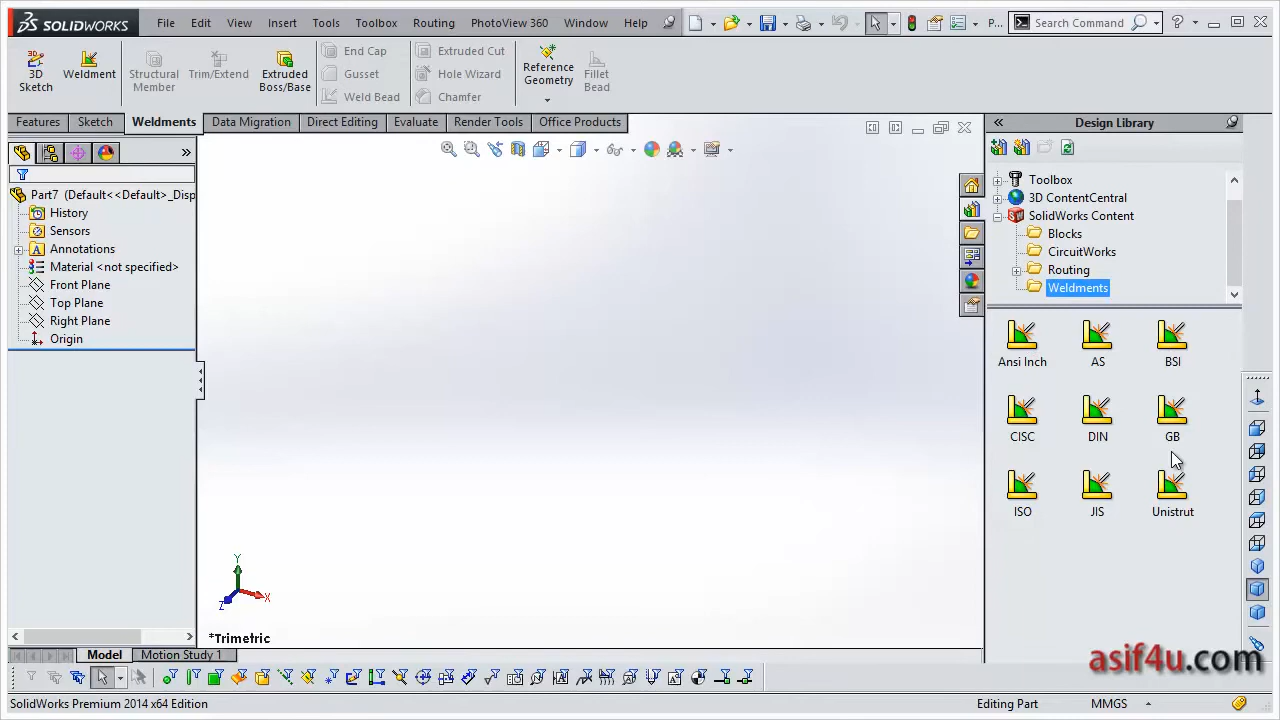 SOLIDWORKS File Edit View Insert Tools Toolbox Routing PhotoView 360 Window Help P... Search Command
3D Sketch
Weldment
Structural Member
Trim/Extend
Extruded Boss/Base
End Cap
Gusset
Weld Bead
Extruded Cut
Hole Wizard
Chamfer
Reference Geometry
Fillet Bead
Features Sketch Weldments Data Migration Direct Editing Evaluate Render Tools Office Products
Part7 (Default<<Default>_Disp
History
Sensors
Annotations
Material <not specified>
Front Plane
Top Plane
Right Plane
Origin
Y
X
Z
*Trimetric
Design Library
Toolbox
3D ContentCentral
SolidWorks Content
Blocks
CircuitWorks
Routing
Weldments
Ansi Inch AS BSI
CISC DIN GB
ISO JIS Unistrut
asif4u.com
Model Motion Study 1
SolidWorks Premium 2014 x64 Edition Editing Part MMGS